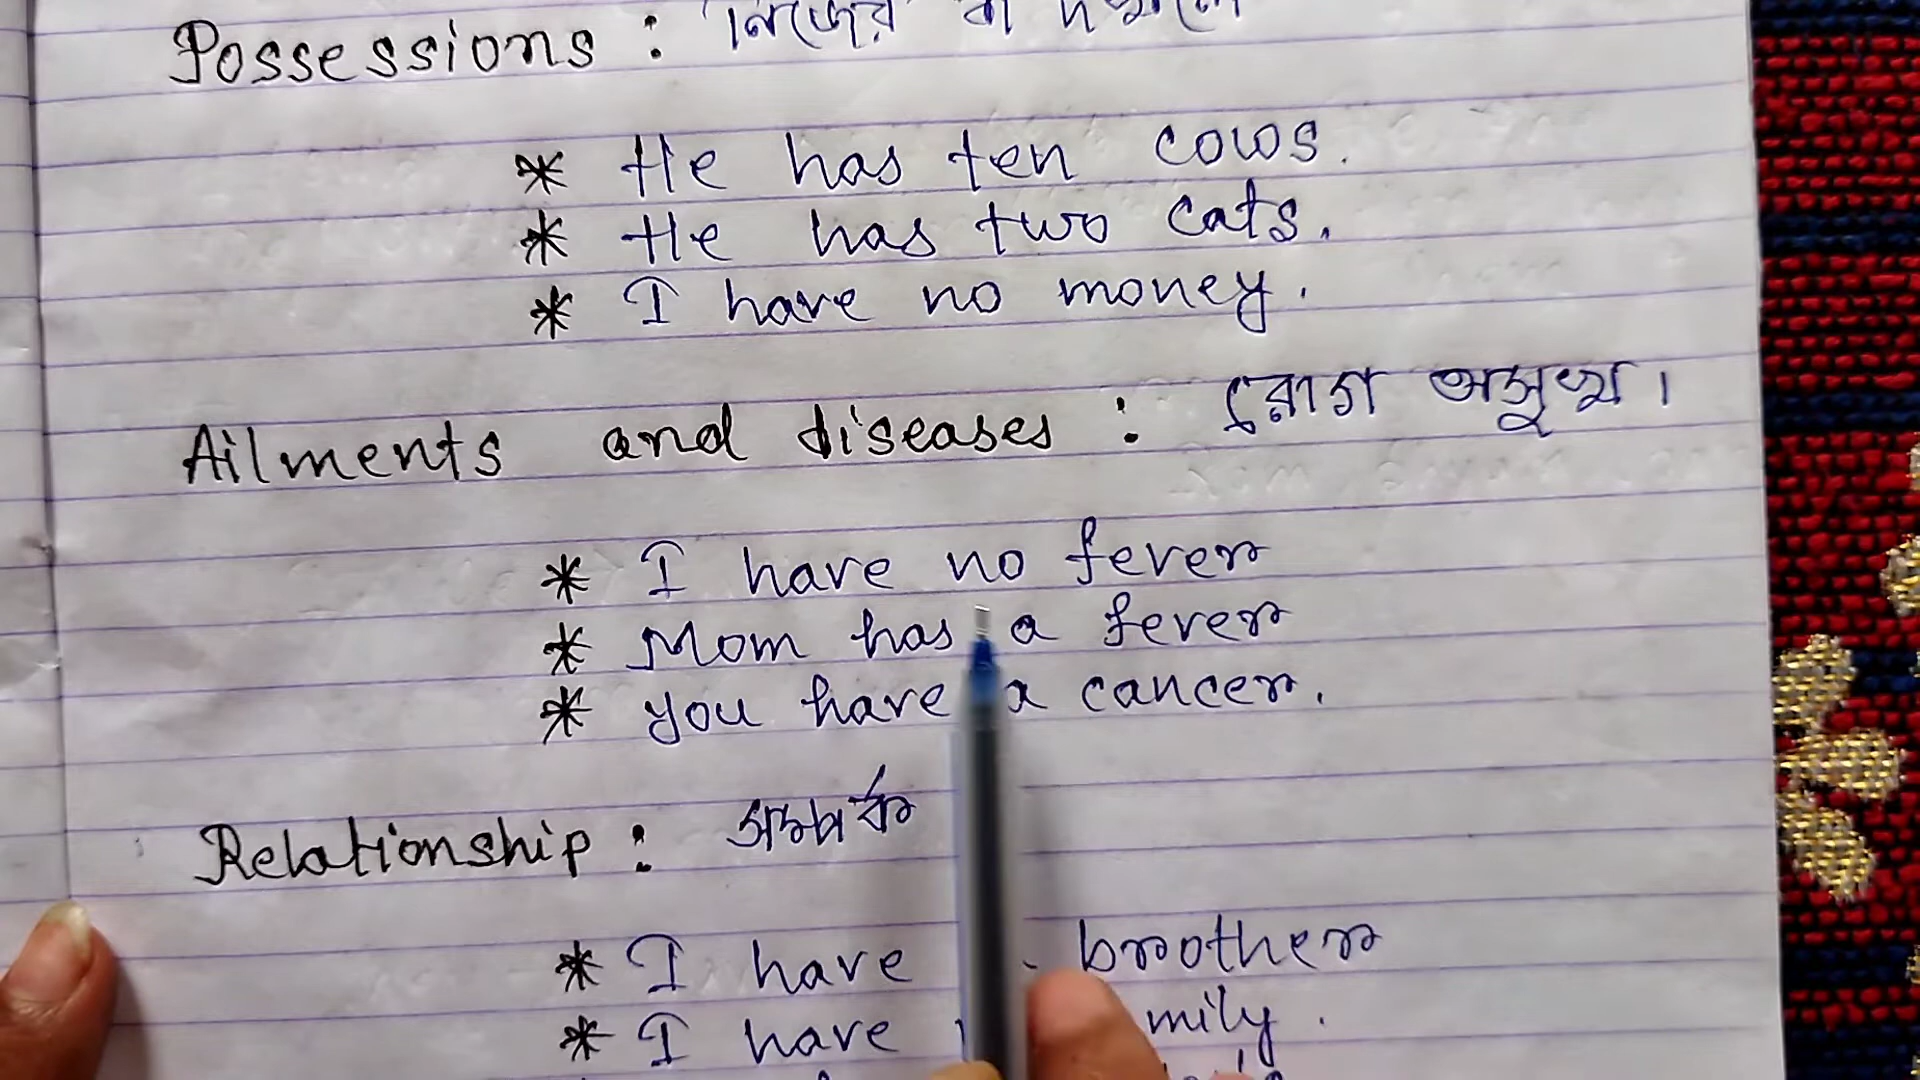 Possessions : নিজের বা দখলে
* He has ten cows.
* He has two cats.
* I have no money.
Ailments and diseases : রোগ অসুখ।
* I have no fever
* Mom has a fever
* you have a cancer.
Relationship : সম্পর্ক
* I have brother
* I have